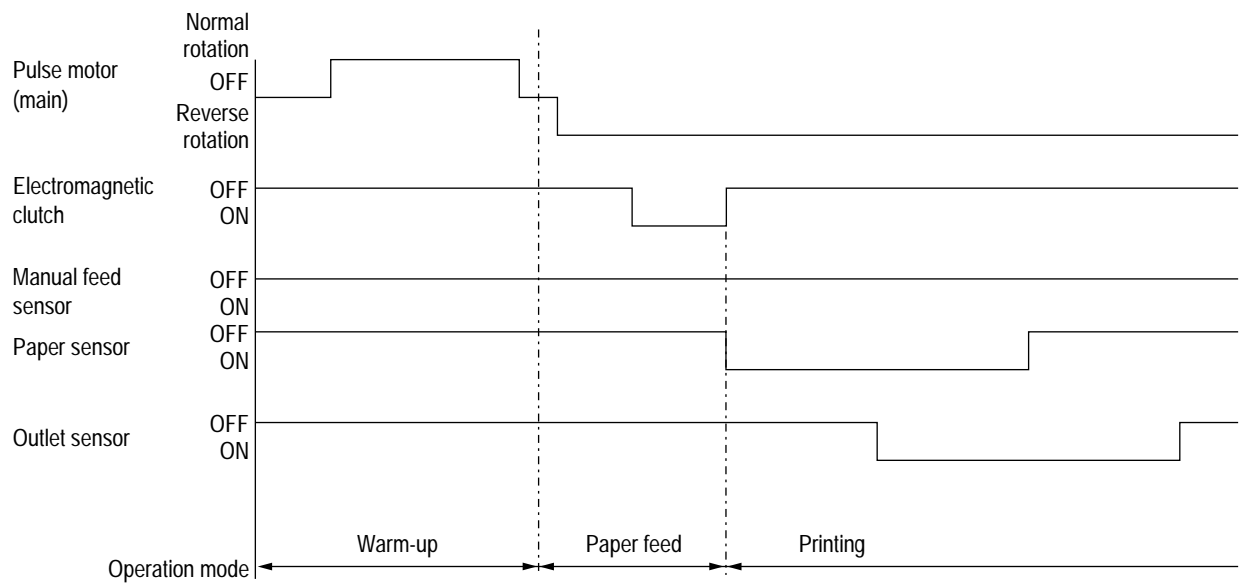 Normal
rotation
Pulse motor
(main)
OFF
Reverse
rotation
Electromagnetic
clutch
OFF
ON
Manual feed
sensor
OFF
ON
Paper sensor
OFF
ON
Outlet sensor
OFF
ON
Operation mode
Warm-up
Paper feed
Printing